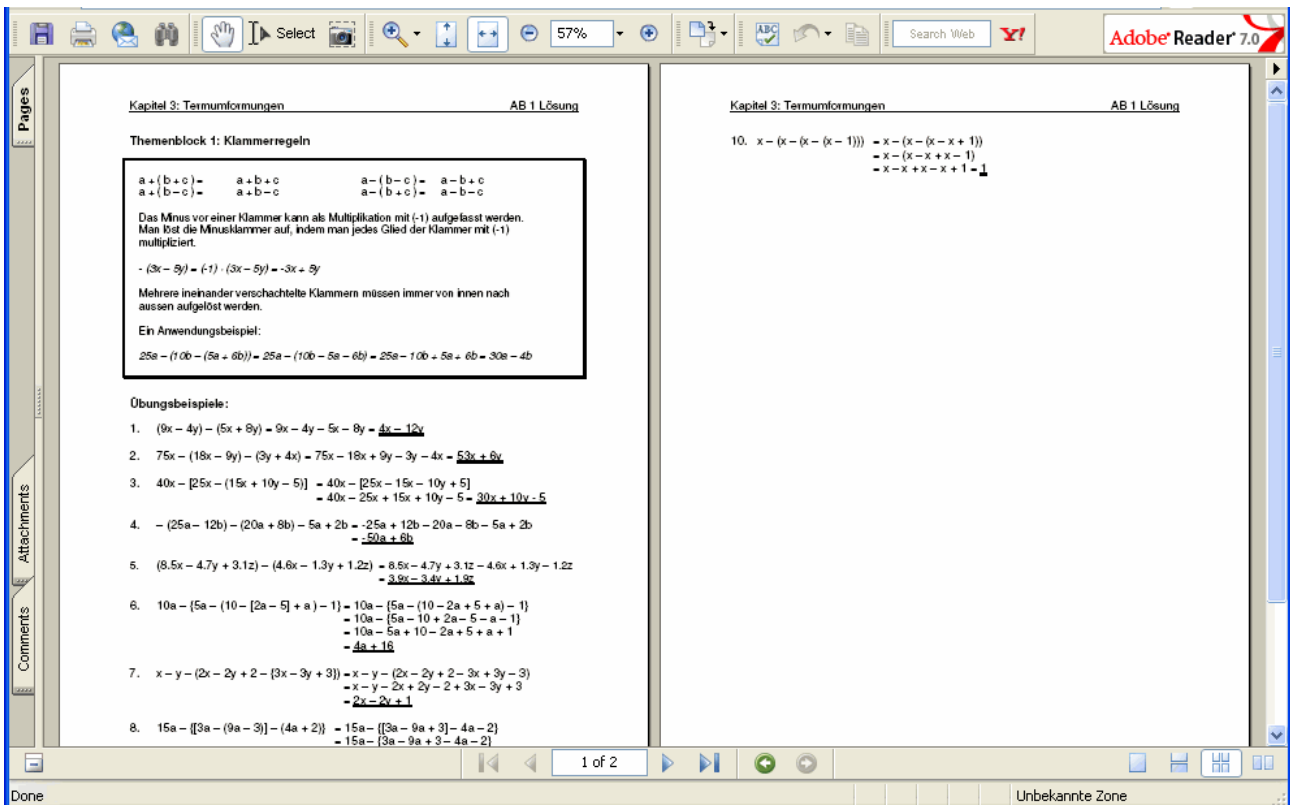 Select
57%
Search Web
Y!
Adobe Reader 7.0
Pages
Attachments
Comments
Kapitel 3: Termumformungen AB 1 Lösung
Themenblock 1: Klammerregeln
a + ( b + c ) = a + b + c a – ( b – c ) = a – b + c
a + ( b – c ) = a + b – c a – ( b + c ) = a – b – c
Das Minus vor einer Klammer kann als Multiplikation mit (-1) aufgefasst werden.
Man löst die Minusklammer auf, indem man jedes Glied der Klammer mit (-1)
multipliziert.
- (3x – 5y) = (-1) · (3x – 5y) = -3x + 5y
Mehrere ineinander verschachtelte Klammern müssen immer von innen nach
aussen aufgelöst werden.
Ein Anwendungsbeispiel:
25a – (10b – (5a + 6b)) = 25a – (10b – 5a – 6b) = 25a – 10b + 5a + 6b = 30a – 4b
Übungsbeispiele:
1. (9x – 4y) – (5x + 8y) = 9x – 4y – 5x – 8y = 4x – 12y
2. 75x – (18x – 9y) – (3y + 4x) = 75x – 18x + 9y – 3y – 4x = 53x + 6y
3. 40x – [25x – (15x + 10y – 5)] = 40x – [25x – 15x – 10y + 5]
= 40x – 25x + 15x + 10y – 5 = 30x + 10y - 5
4. – (25a – 12b) – (20a + 8b) – 5a + 2b = -25a + 12b – 20a – 8b – 5a + 2b
= -50a + 6b
5. (8.5x – 4.7y + 3.1z) – (4.6x – 1.3y + 1.2z) = 8.5x – 4.7y + 3.1z – 4.6x + 1.3y – 1.2z
= 3.9x – 3.4y + 1.9z
6. 10a – {5a – (10 – [2a – 5] + a ) – 1} = 10a – {5a – (10 – 2a + 5 + a) – 1}
= 10a – {5a – 10 + 2a – 5 – a – 1}
= 10a – 5a + 10 – 2a + 5 + a + 1
= 4a + 16
7. x – y – (2x – 2y + 2 – {3x – 3y + 3}) = x – y – (2x – 2y + 2 – 3x + 3y – 3)
= x – y – 2x + 2y – 2 + 3x – 3y + 3
= 2x – 2y + 1
8. 15a – {[3a – (9a – 3)] – (4a + 2)} = 15a – {[3a – 9a + 3] – 4a – 2}
= 15a – {3a – 9a + 3 – 4a – 2}
Kapitel 3: Termumformungen AB 1 Lösung
10. x – (x – (x – (x – 1))) = x – (x – (x – x + 1))
= x – (x – x + x – 1)
= x – x + x – x + 1 = 1
1 of 2
Done
Unbekannte Zone